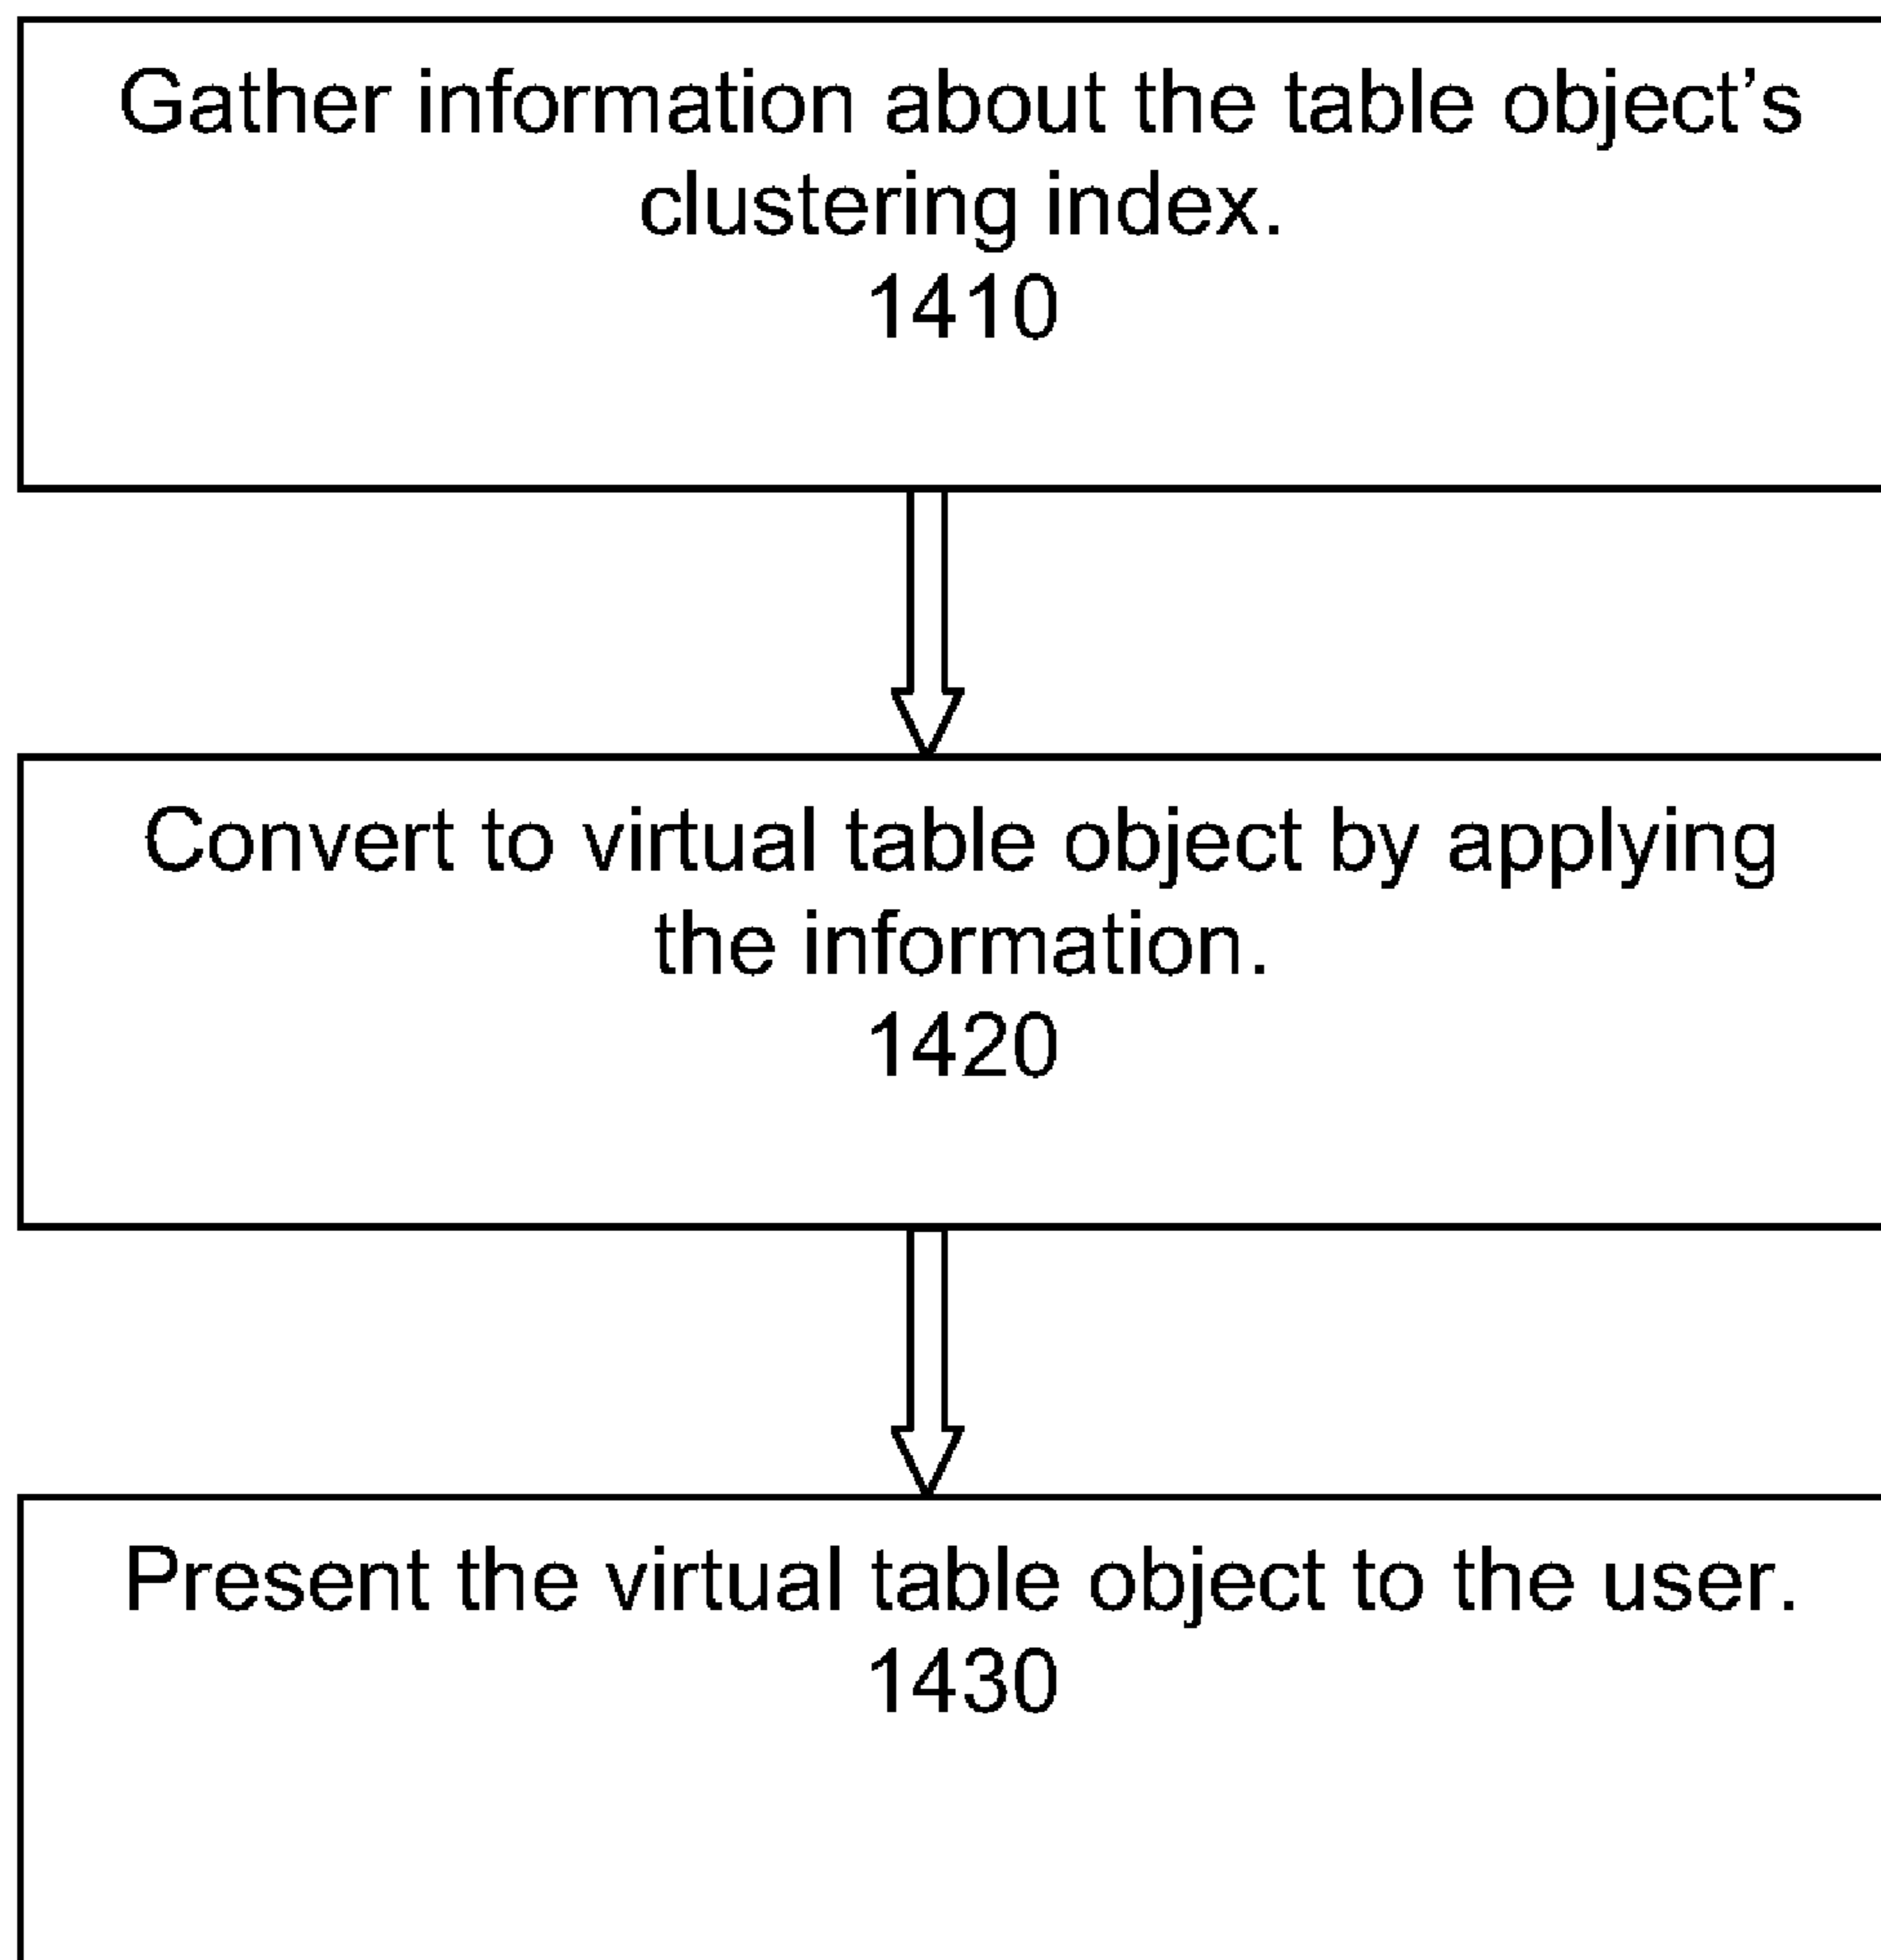 Gather information about the table object’s
clustering index.
1410
Convert to virtual table object by applying
the information.
1420
Present the virtual table object to the user.
1430